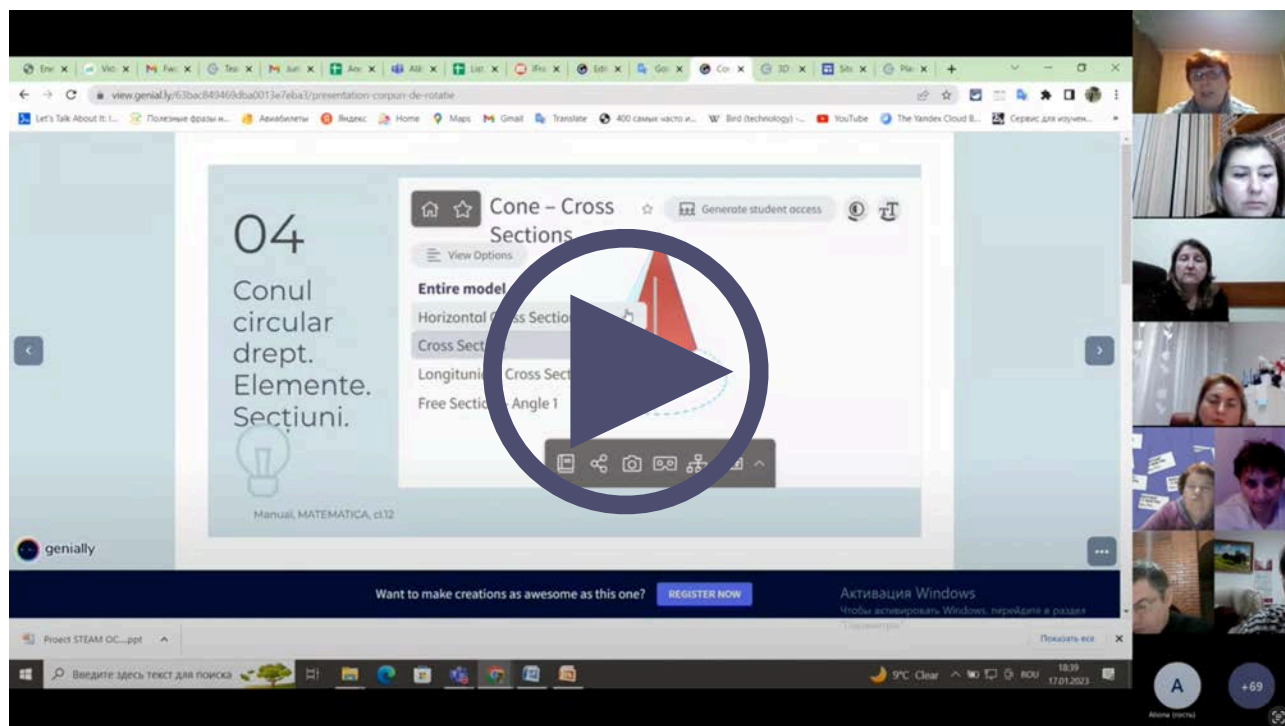 view.genial.ly/63bac849469dba0013e7eba3/presentation-corpuri-de-rotatie
Let's Talk About It: I...
Полезные фразы н...
Авиабилеты
Яндекс
Home
Maps
Gmail
Translate
400 самых часто и...
Bird (technology) -...
YouTube
The Yandex Cloud B...
Сервис для изучен...
04
Conul
circular
drept.
Elemente.
Secțiuni.
Manual, MATEMATICA, cl.12
Cone – Cross
Sections
Generate student access
View Options
Entire model
Horizontal
Cross
Longitunid
Cross
Free
Angle 1
genially
Want to make creations as awesome as this one?
REGISTER NOW
Активация Windows
Чтобы активировать Windows, перейдите в раздел
"Параметры".
Proect STEAM OC....ppt
Показать все
Введите здесь текст для поиска
9°C Clear
ROU
18:39
17.01.2023
A
+69